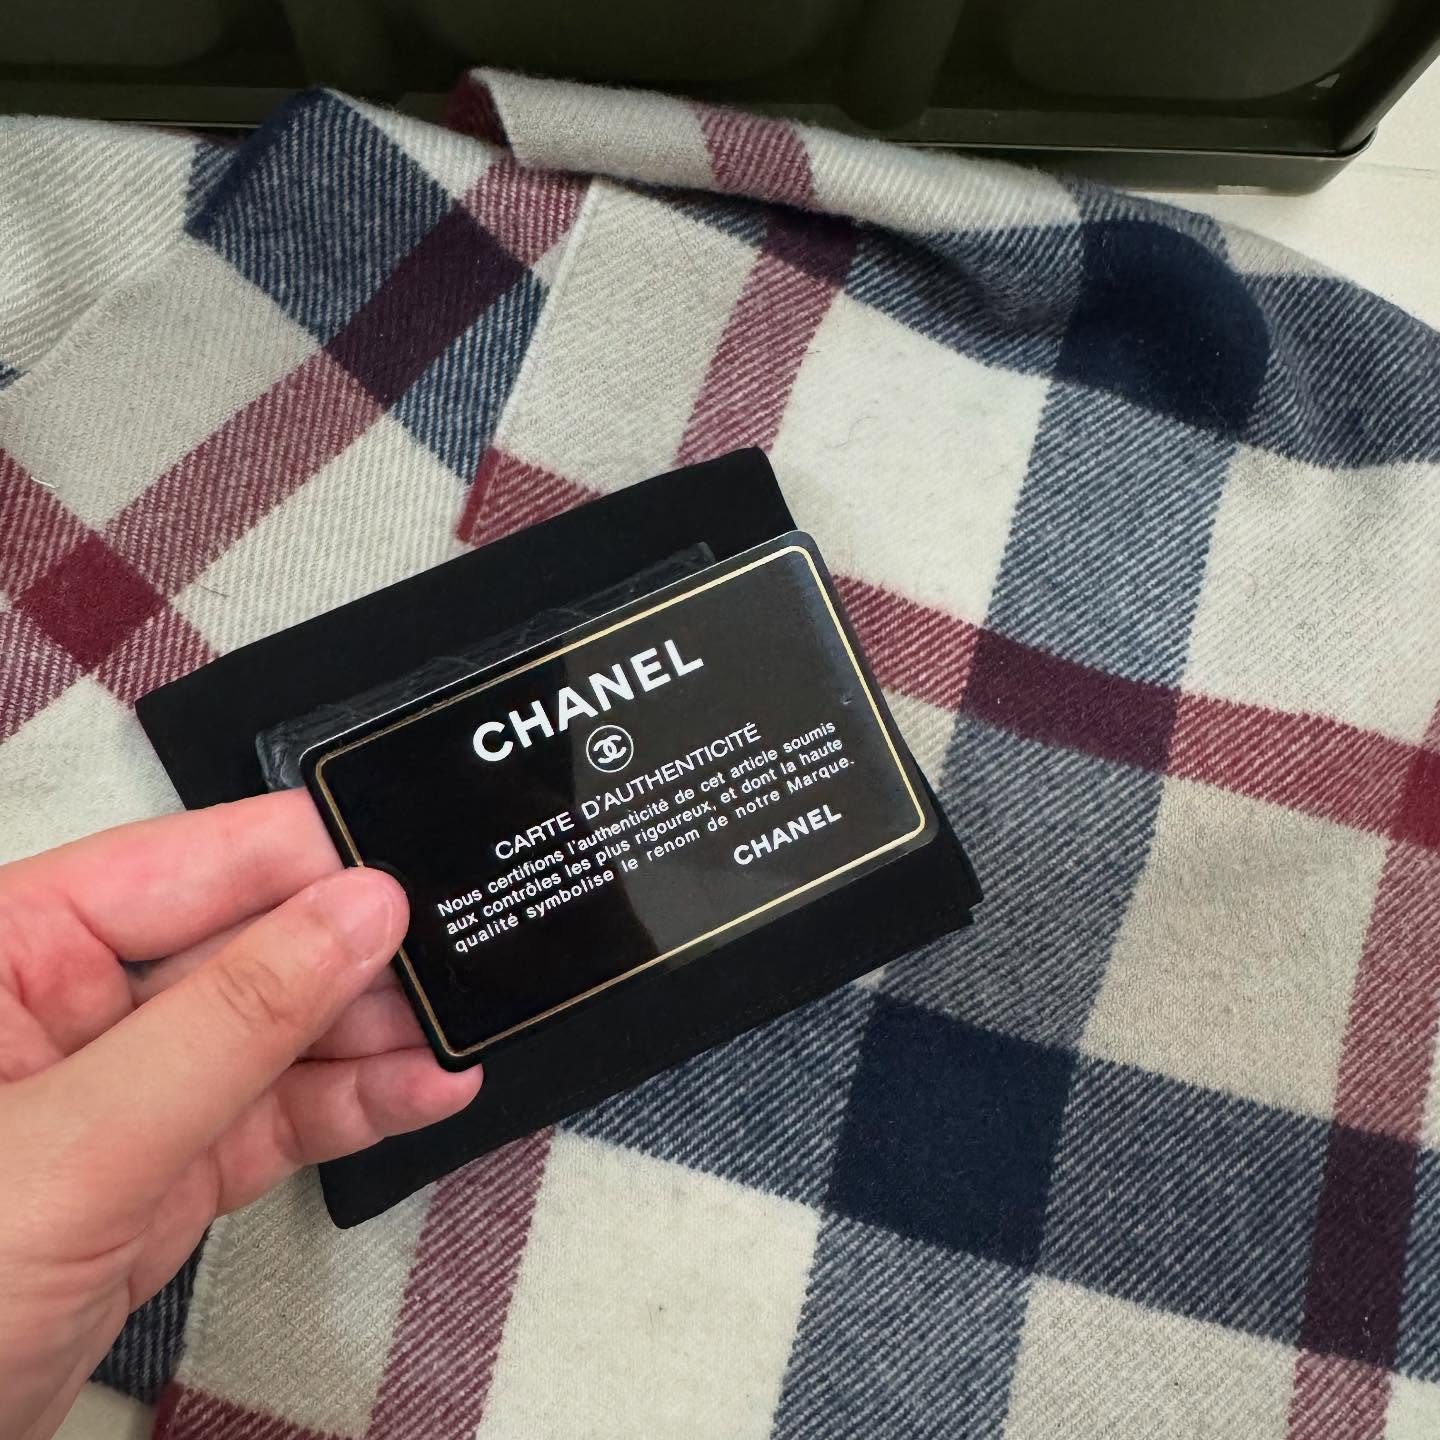 CHANEL
CARTE D'AUTHENTICITÉ
Nous certifions l'authenticité de cet article soumis
aux contrôles les plus rigoureux, et dont la haute
qualité symbolise le renom de notre Marque.
CHANEL